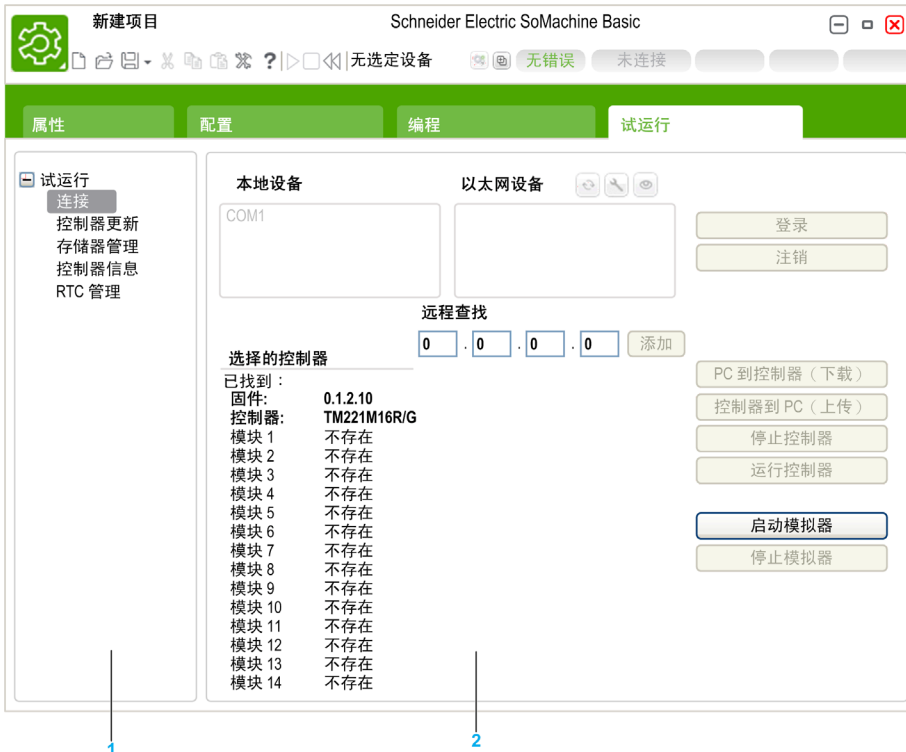 新建项目
Schneider Electric SoMachine Basic
?
无选定设备
无错误
未连接
属性
配置
编程
试运行
试运行
连接
控制器更新
存储器管理
控制器信息
RTC 管理
本地设备
以太网设备
COM1
登录
注销
远程查找
0 . 0 . 0 . 0
添加
选择的控制器
已找到：
固件: 0.1.2.10
控制器: TM221M16R/G
模块 1 不存在
模块 2 不存在
模块 3 不存在
模块 4 不存在
模块 5 不存在
模块 6 不存在
模块 7 不存在
模块 8 不存在
模块 9 不存在
模块 10 不存在
模块 11 不存在
模块 12 不存在
模块 13 不存在
模块 14 不存在
PC 到控制器（下载）
控制器到 PC（上传）
停止控制器
运行控制器
启动模拟器
停止模拟器
1
2